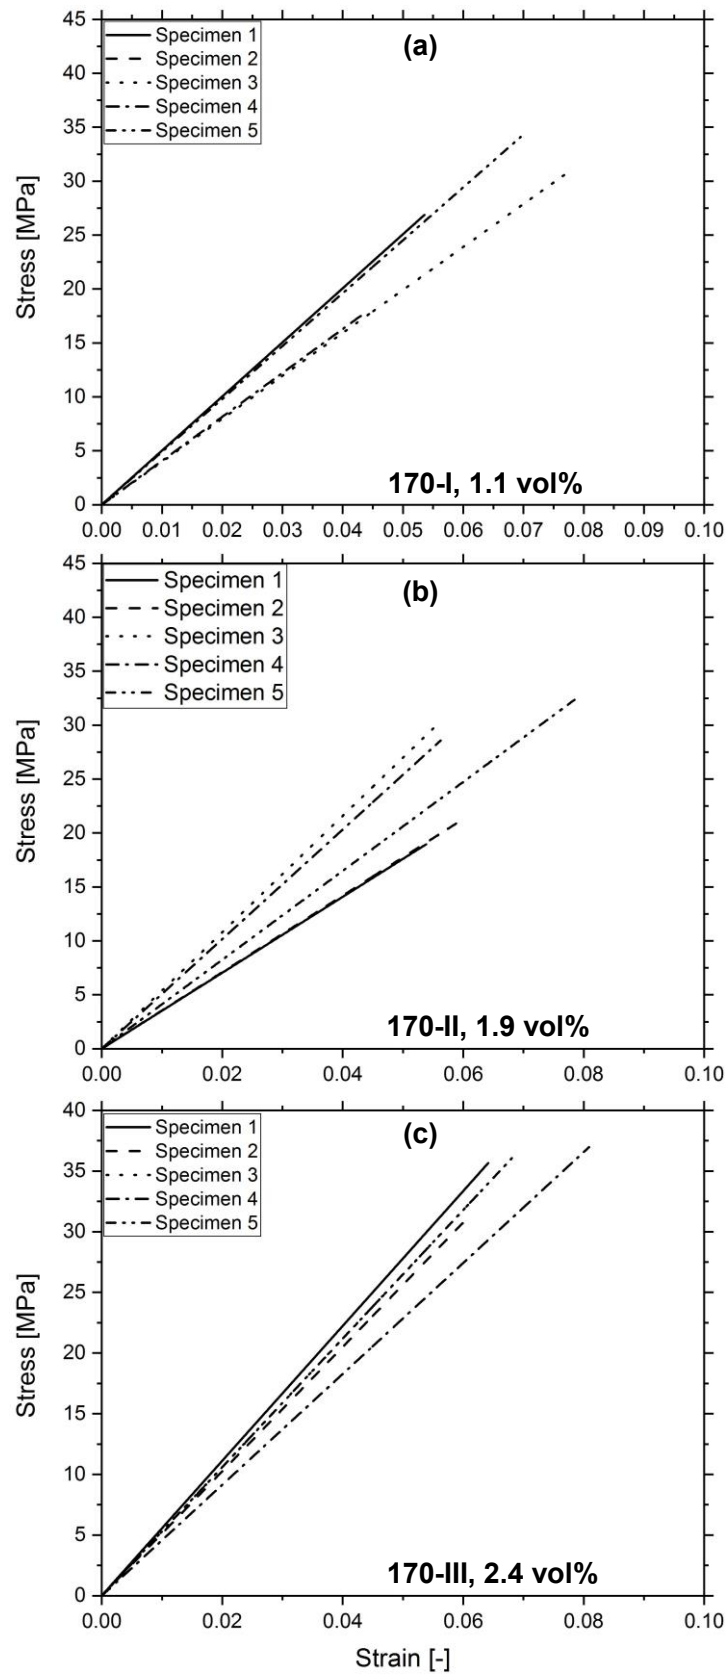 (a)
Specimen 1
Specimen 2
Specimen 3
Specimen 4
Specimen 5
45
40
35
30
25
20
15
10
5
0
Stress [MPa]
170-I, 1.1 vol%
0.00 0.01 0.02 0.03 0.04 0.05 0.06 0.07 0.08 0.09 0.10
(b)
Specimen 1
Specimen 2
Specimen 3
Specimen 4
Specimen 5
45
40
35
30
25
20
15
10
5
0
Stress [MPa]
170-II, 1.9 vol%
0.00 0.02 0.04 0.06 0.08 0.10
(c)
Specimen 1
Specimen 2
Specimen 3
Specimen 4
Specimen 5
40
35
30
25
20
15
10
5
0
Stress [MPa]
170-III, 2.4 vol%
0.00 0.02 0.04 0.06 0.08 0.10
Strain [-]